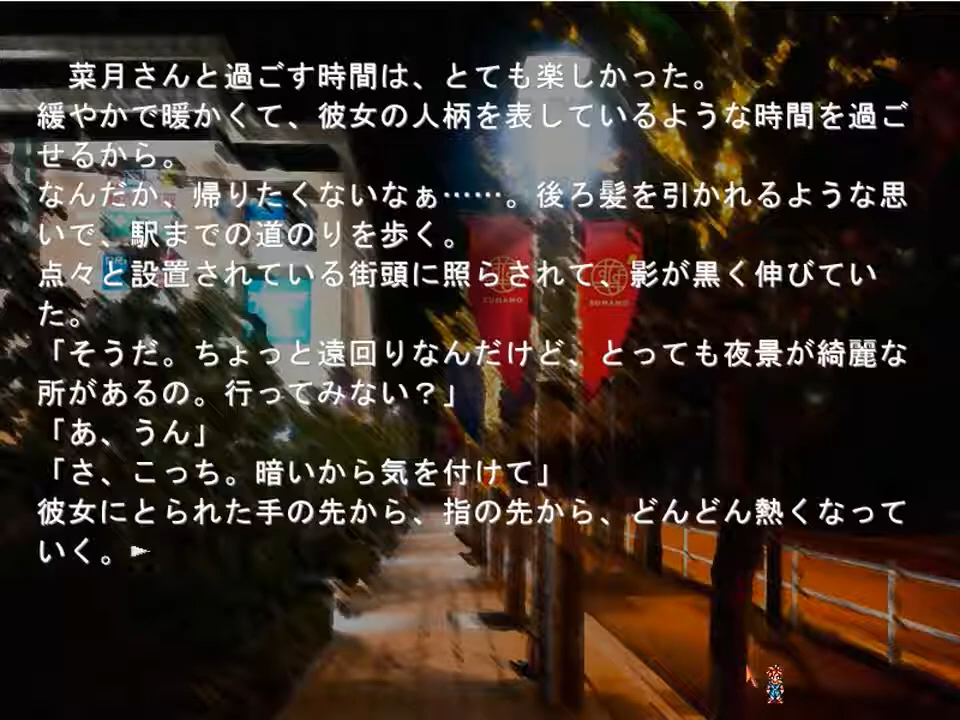 菜月さんと過ごす時間は、とても楽しかった。
緩やかで暖かくて、彼女の人柄を表しているような時間を過ご
せるから。
なんだか、帰りたくないなぁ……。後ろ髪を引かれるような思
いで、駅までの道のりを歩く。
点々と設置されている街頭に照らされて、影が黒く伸びてい
た。
「そうだ。ちょっと遠回りなんだけど、とっても夜景が綺麗な
所があるの。行ってみない？」
「あ、うん」
「さ、こっち。暗いから気を付けて」
彼女にとられた手の先から、指の先から、どんどん熱くなって
いく。